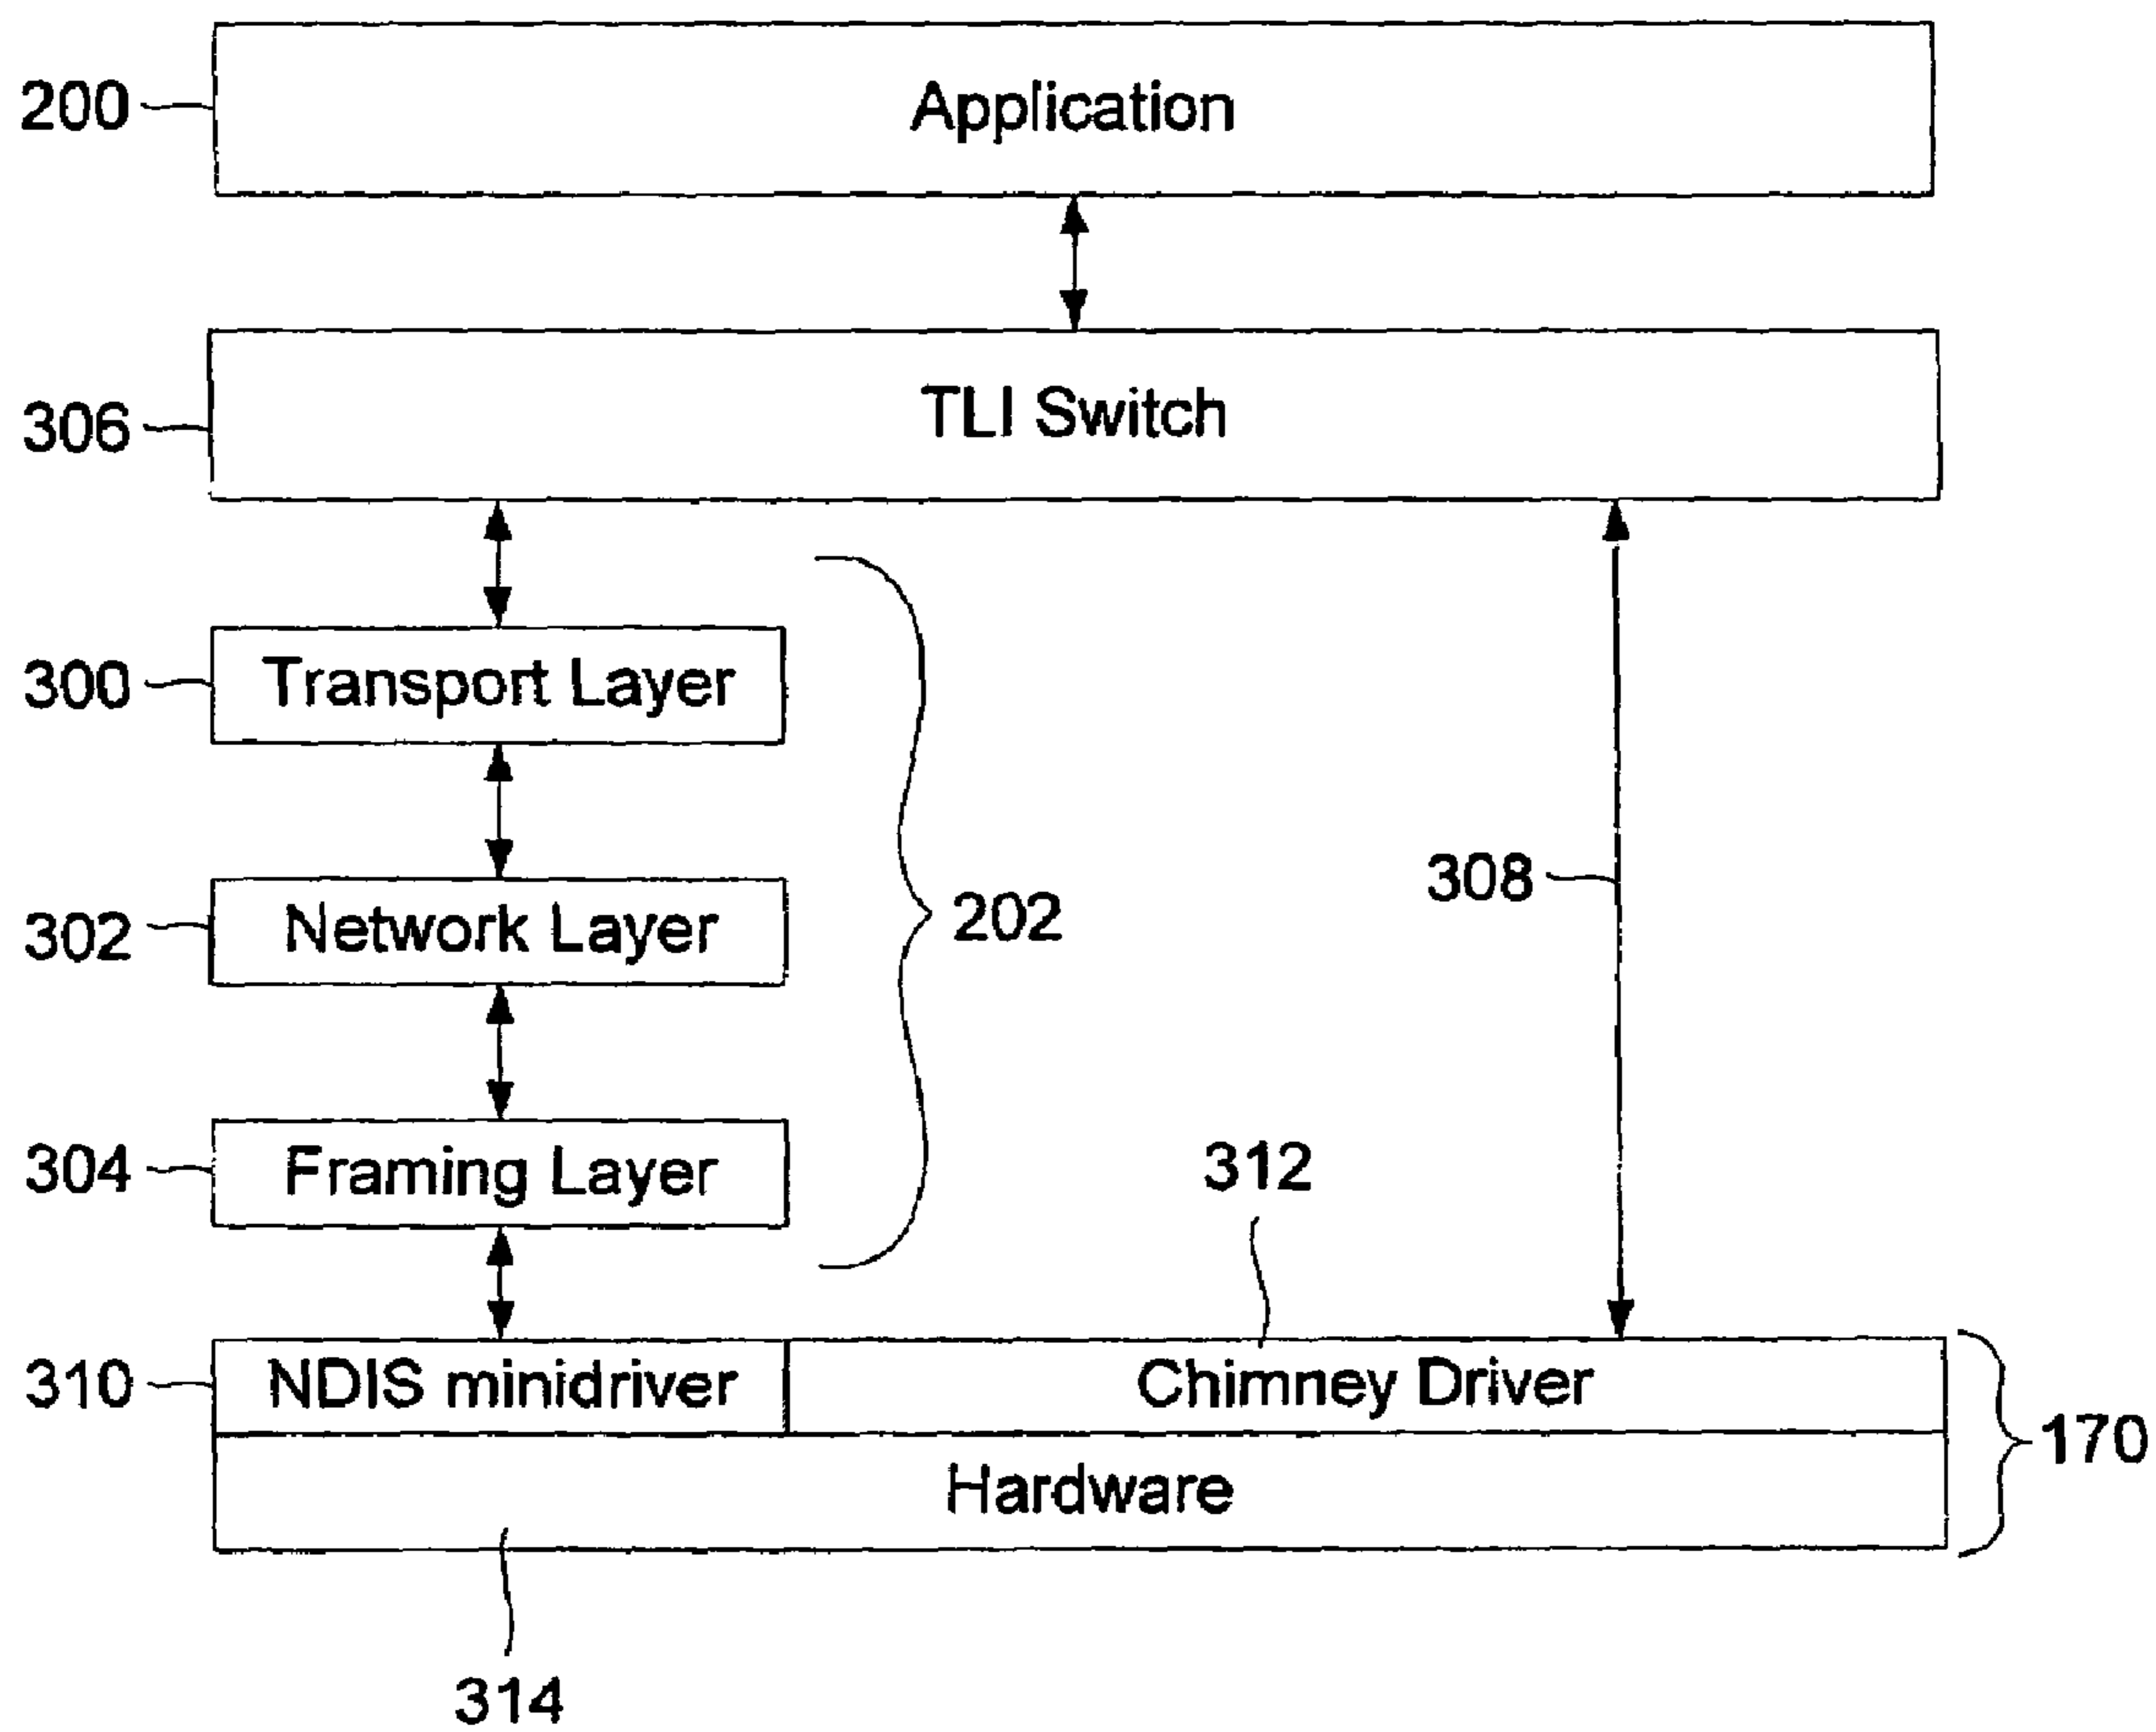 200
Application
306
TLI Switch
300
Transport Layer
302
Network Layer
202
308
304
Framing Layer
312
310
NDIS minidriver
Chimney Driver
170
Hardware
314